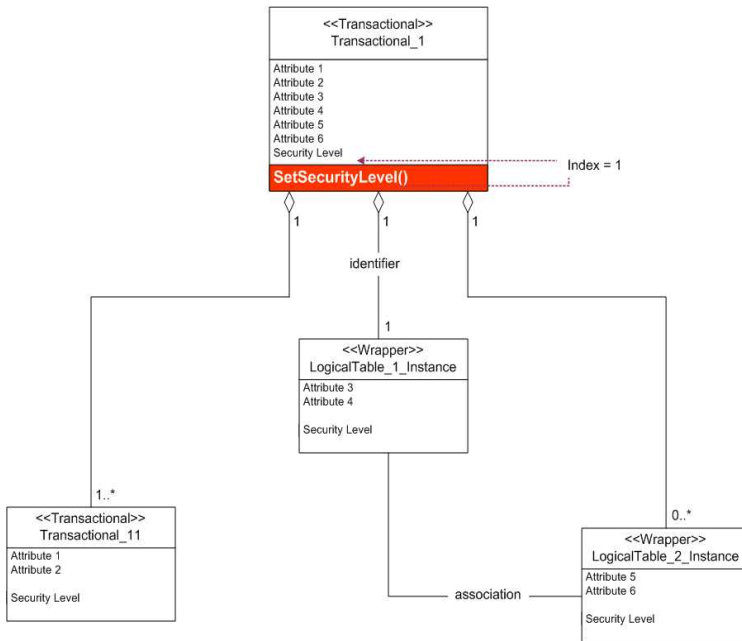 <<Transactional>>
Transactional_1
Attribute 1
Attribute 2
Attribute 3
Attribute 4
Attribute 5
Attribute 6
Security Level
Index = 1
SetSecurityLevel()
1
1
1
identifier
1
<<Wrapper>>
LogicalTable_1_Instance
Attribute 3
Attribute 4
Security Level
1..*
<<Transactional>>
Transactional_11
Attribute 1
Attribute 2
Security Level
0..*
<<Wrapper>>
LogicalTable_2_Instance
Attribute 5
Attribute 6
Security Level
association